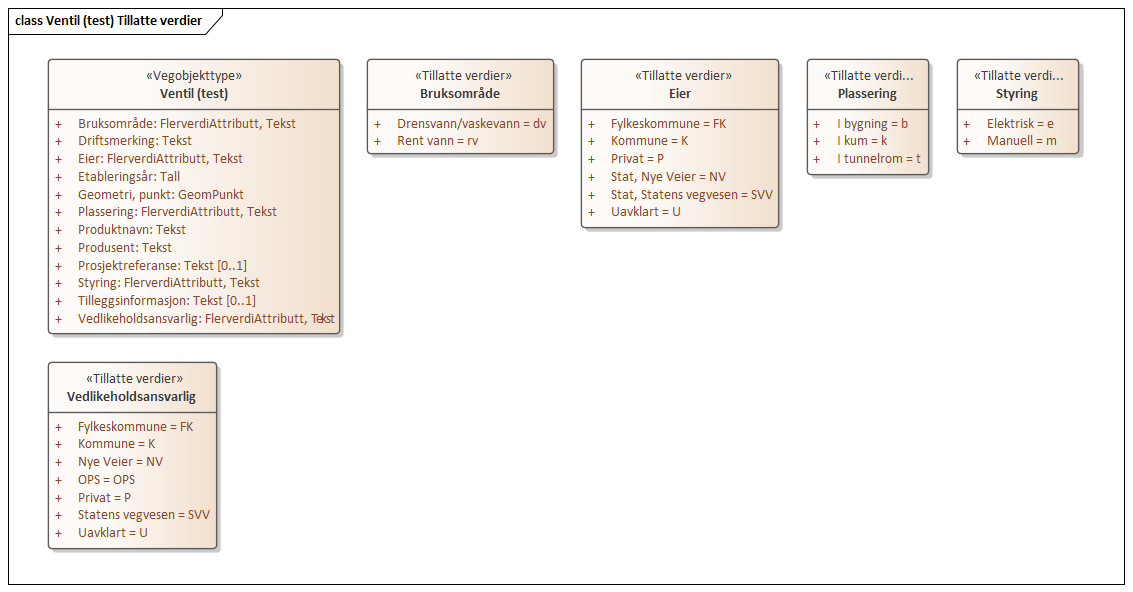 class Ventil (test) Tillatte verdier
«Vegobjekttype»
Ventil (test)
+ Bruksområde: FlerverdiAttributt, Tekst
+ Driftsmerking: Tekst
+ Eier: FlerverdiAttributt, Tekst
+ Etableringsår: Tall
+ Geometri, punkt: GeomPunkt
+ Plassering: FlerverdiAttributt, Tekst
+ Produktnavn: Tekst
+ Produsent: Tekst
+ Prosjektreferanse: Tekst [0..1]
+ Styring: FlerverdiAttributt, Tekst
+ Tilleggsinformasjon: Tekst [0..1]
+ Vedlikeholdsansvarlig: FlerverdiAttributt, Tekst
«Tillatte verdier»
Bruksområde
+ Drensvann/vaskevann = dv
+ Rent vann = rv
«Tillatte verdier»
Eier
+ Fylkeskommune = FK
+ Kommune = K
+ Privat = P
+ Stat, Nye Veier = NV
+ Stat, Statens vegvesen = SVV
+ Uavklart = U
«Tillatte verdi...
Plassering
+ I bygning = b
+ I kum = k
+ I tunnelrom = t
«Tillatte verdi...
Styring
+ Elektrisk = e
+ Manuell = m
«Tillatte verdier»
Vedlikeholdsansvarlig
+ Fylkeskommune = FK
+ Kommune = K
+ Nye Veier = NV
+ OPS = OPS
+ Privat = P
+ Statens vegvesen = SVV
+ Uavklart = U